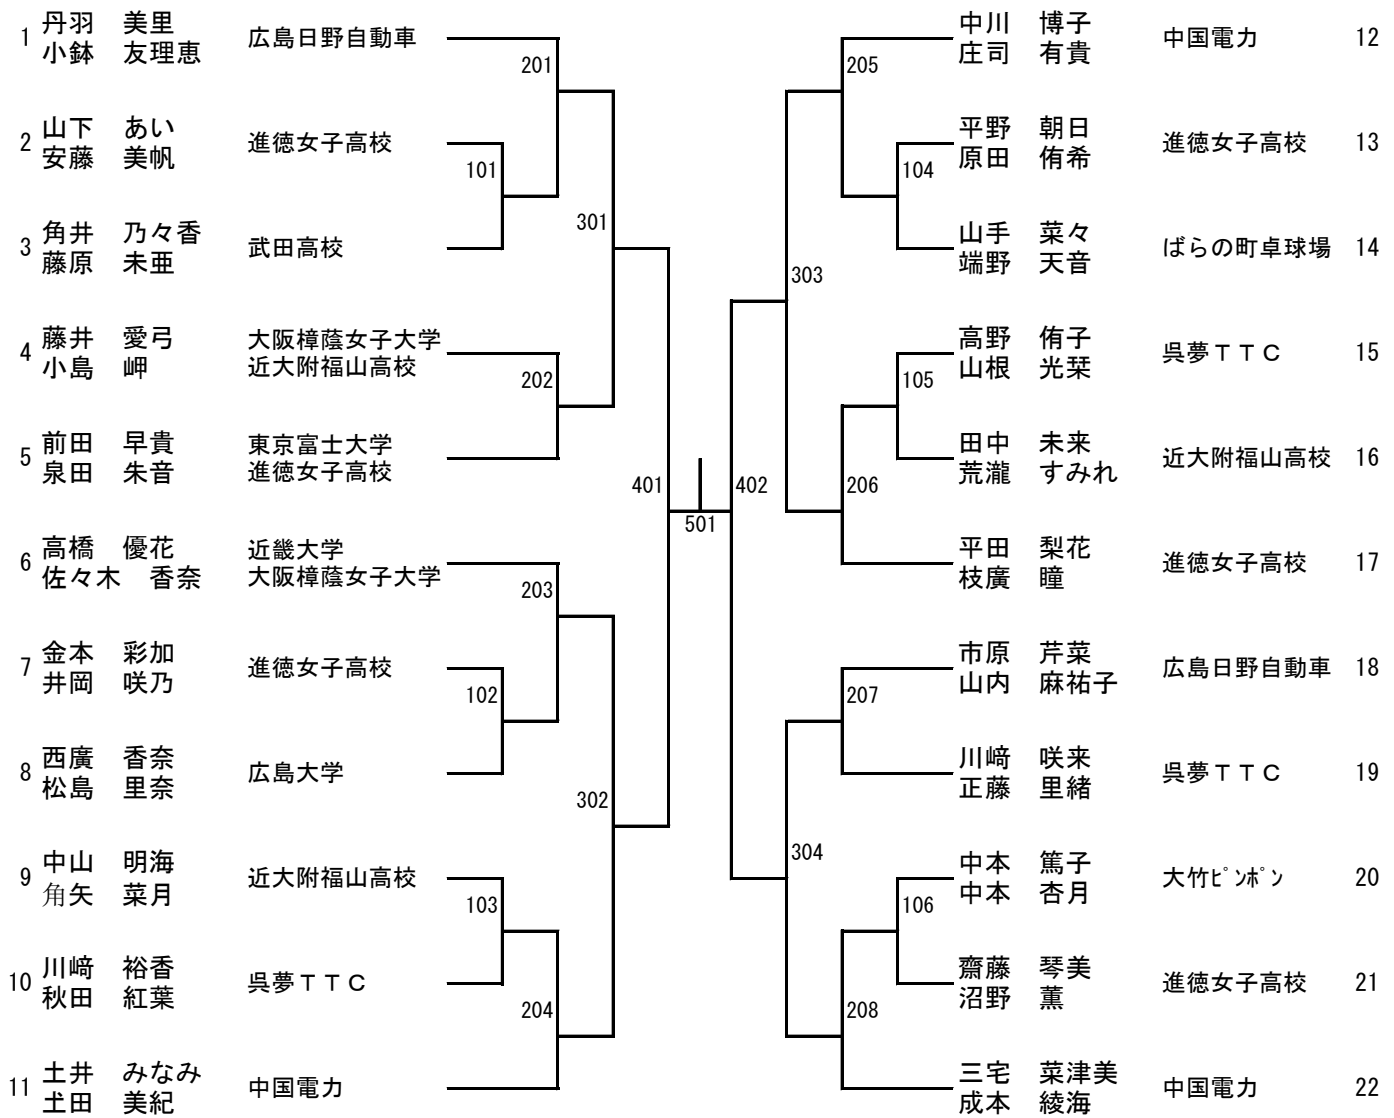 1 丹羽 美里 広島日野自動車
小鉢 友理恵
201
2 山下 あい 進徳女子高校
安藤 美帆
101
301
3 角井 乃々香 武田高校
藤原 未亜
4 藤井 愛弓 大阪樟蔭女子大学
小島 岬 近大附福山高校
202
5 前田 早貴 東京富士大学
泉田 朱音 進徳女子高校
401
6 高橋 優花 近畿大学
佐々木 香奈 大阪樟蔭女子大学
203
7 金本 彩加 進徳女子高校
井岡 咲乃
102
8 西廣 香奈 広島大学
松島 里奈
302
9 中山 明海 近大附福山高校
角矢 菜月
103
10 川﨑 裕香 呉夢TTC
秋田 紅葉
204
11 土井 みなみ 中国電力
土田 美紀
501
中川 博子 中国電力 12
庄司 有貴
205
平野 朝日 進徳女子高校 13
原田 侑希
104
山手 菜々 ばらの町卓球場 14
端野 天音
303
高野 侑子 呉夢TTC 15
山根 光栞
105
田中 未来 近大附福山高校 16
荒瀧 すみれ
402
206
平田 梨花 進徳女子高校 17
枝廣 瞳
市原 芹菜 広島日野自動車 18
山内 麻祐子
207
川﨑 咲来 呉夢TTC 19
正藤 里緒
304
中本 篤子 大竹ピンポン 20
中本 杏月
106
齋藤 琴美 進徳女子高校 21
沼野 薫
208
三宅 菜津美 中国電力 22
成本 綾海